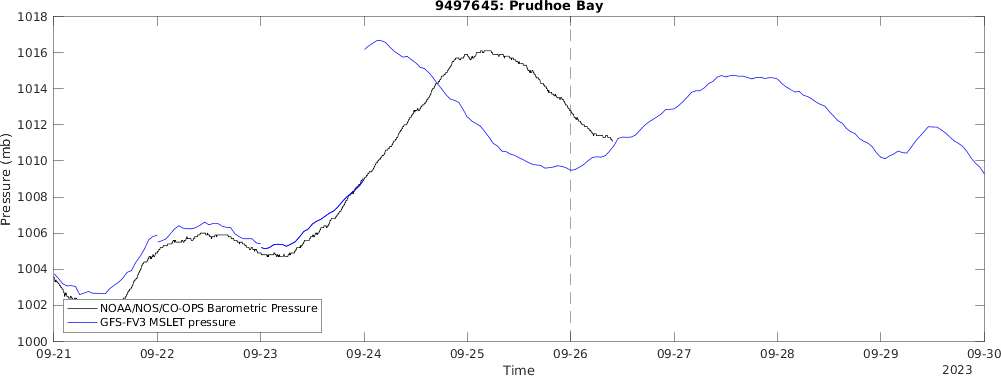 9497645: Prudhoe Bay
1018
1016
1014
1012
1010
1008
1006
1004
1002
1000
Pressure (mb)
NOAA/NOS/CO-OPS Barometric Pressure
GFS-FV3 MSLET pressure
09-21 09-22 09-23 09-24 09-25 09-26 09-27 09-28 09-29 09-30
Time
2023